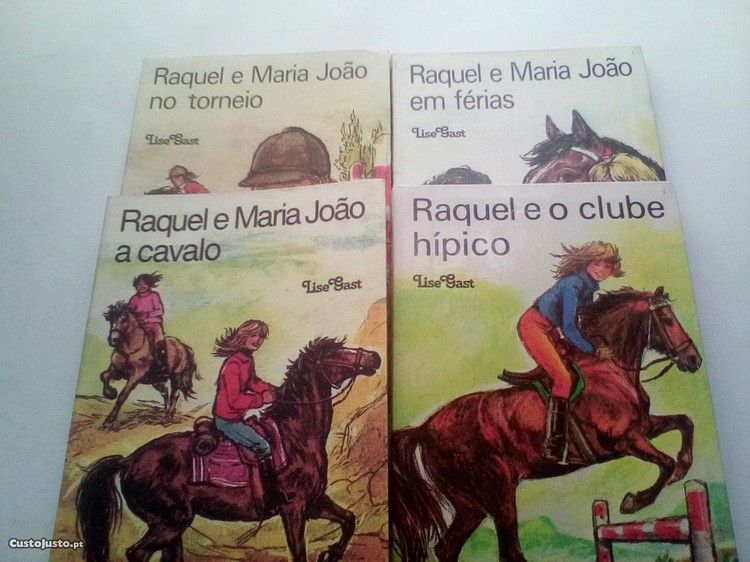 Raquel e Maria João
no torneio
Lise Gast
Raquel e Maria João
em férias
Lise Gast
Raquel e Maria João
a cavalo
Lise Gast
Raquel e o clube
hípico
Lise Gast
CustoJusto.pt